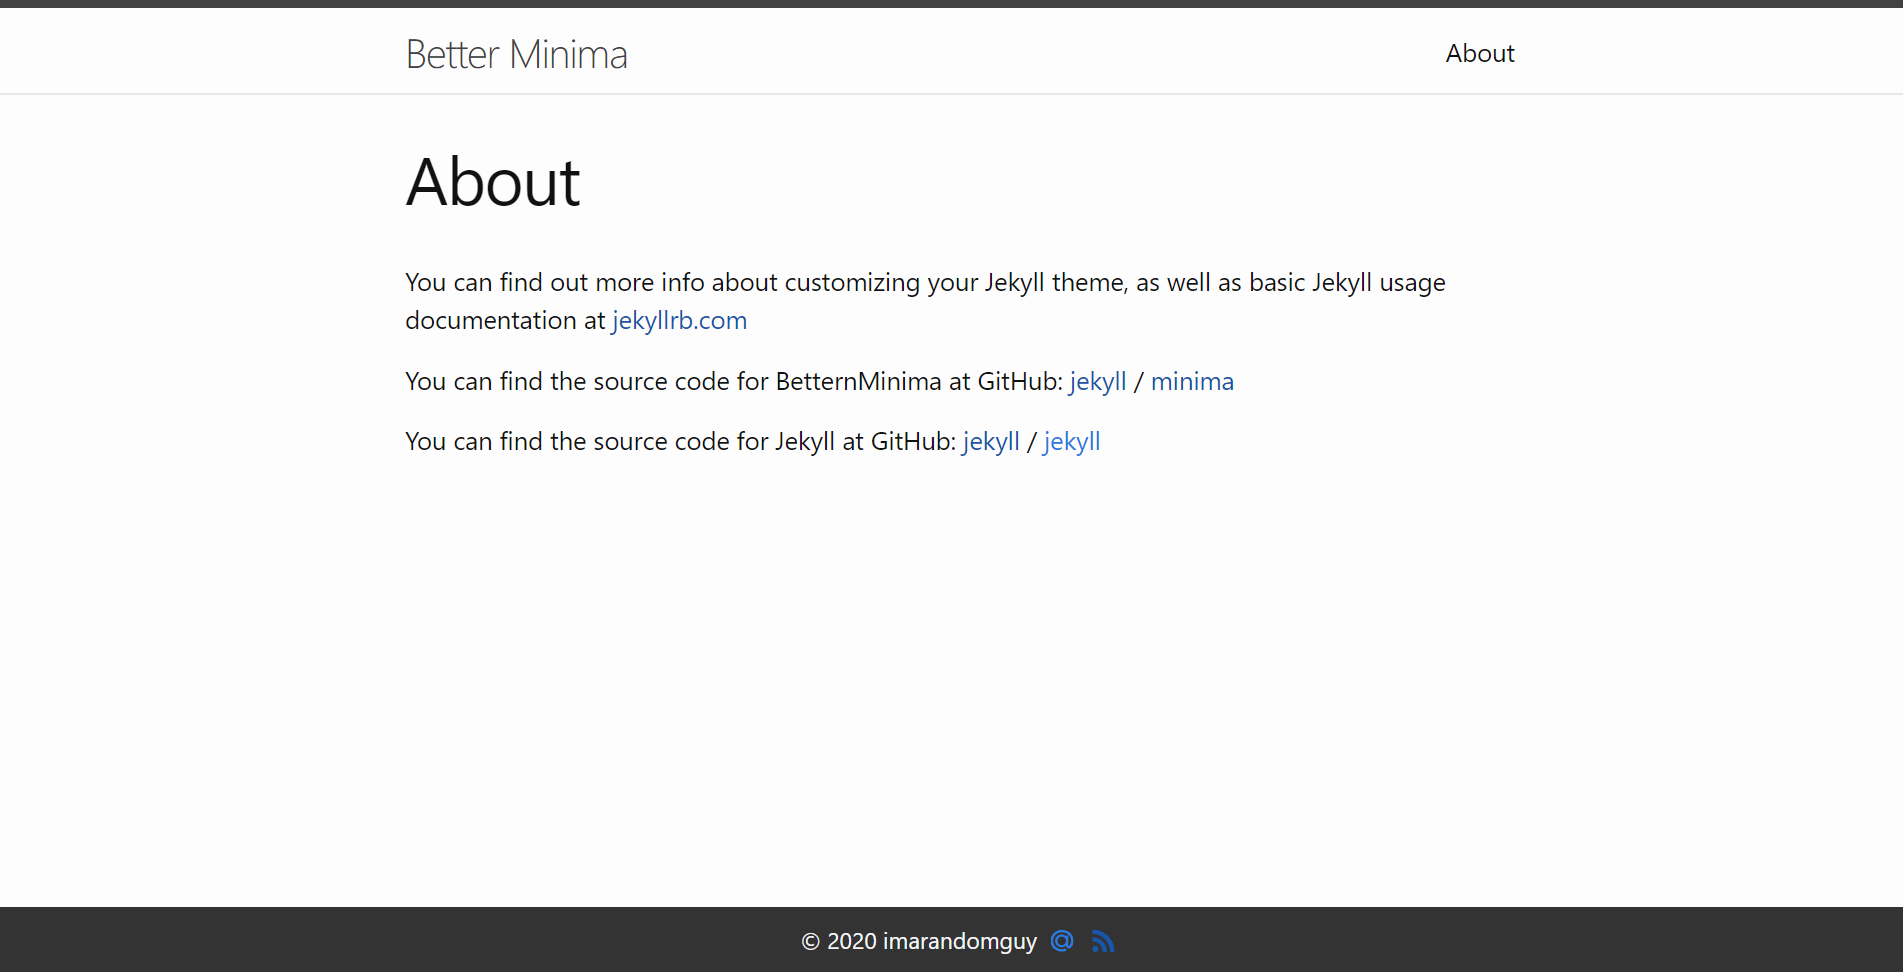 Better Minima
About
About
You can find out more info about customizing your Jekyll theme, as well as basic Jekyll usage
documentation at jekyllrb.com
You can find the source code for BetternMinima at GitHub: jekyll / minima
You can find the source code for Jekyll at GitHub: jekyll / jekyll
© 2020 imarandomguy @